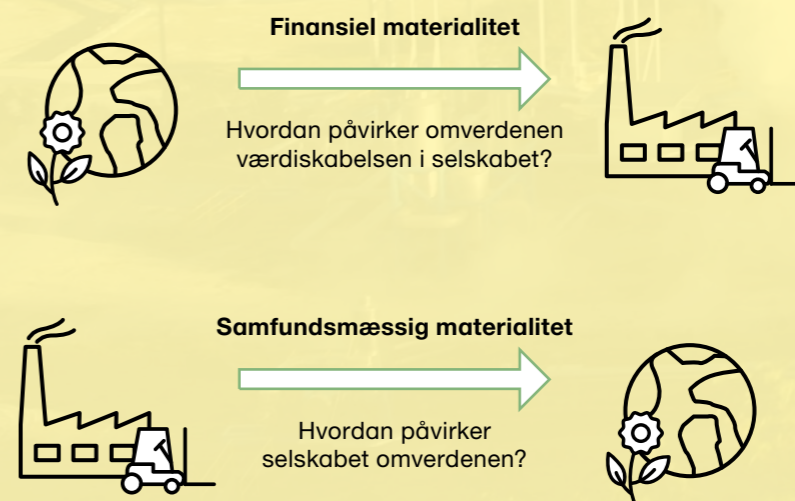 Finansiel materialitet
Hvordan påvirker omverdenen
værdiskabelsen i selskabet?
Samfundsmæssig materialitet
Hvordan påvirker
selskabet omverdenen?